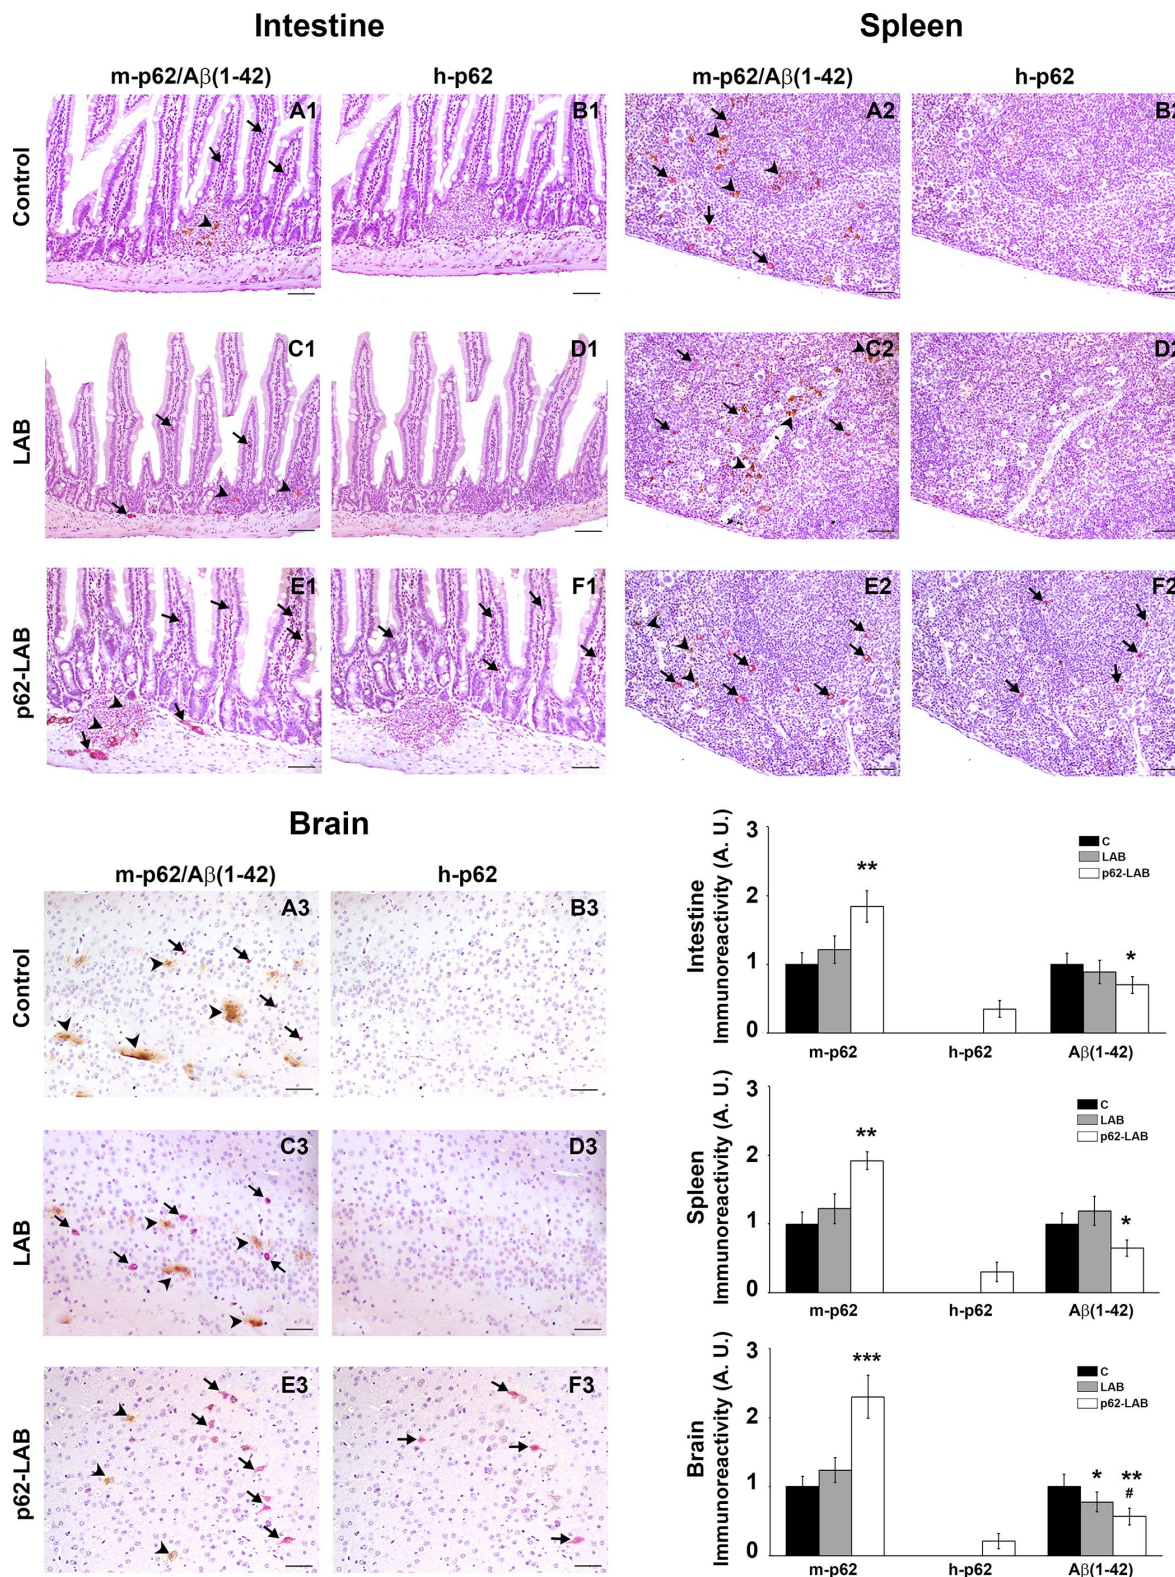 Intestine
Spleen
m-p62/Aβ(1-42)
h-p62
m-p62/Aβ(1-42)
h-p62
Control
A1
B1
A2
B2
LAB
C1
D1
C2
D2
p62-LAB
E1
F1
E2
F2
Brain
m-p62/Aβ(1-42)
h-p62
Control
A3
B3
LAB
C3
D3
p62-LAB
E3
F3
Intestine
Immunoreactivity (A. U.)
3
2
1
0
C
LAB
p62-LAB
**
*
m-p62
h-p62
Aβ(1-42)
Spleen
Immunoreactivity (A. U.)
3
2
1
0
C
LAB
p62-LAB
**
*
m-p62
h-p62
Aβ(1-42)
Brain
Immunoreactivity (A. U.)
3
2
1
0
C
LAB
p62-LAB
***
*
**
#
m-p62
h-p62
Aβ(1-42)